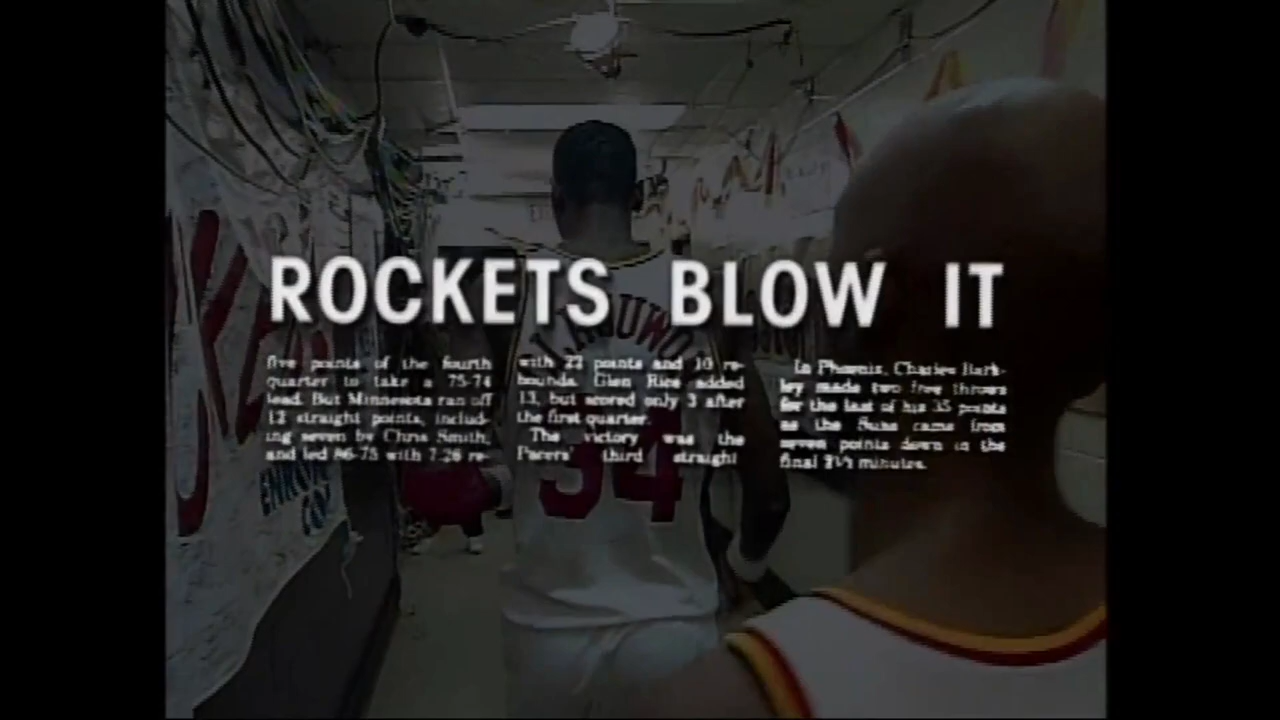 ROCKETS BLOW IT
five points of the fourth
quarter to take a 75-74
lead. But Minnesota ran off
12 straight points, includ-
ing seven by Chris Smith,
and led 86-75 with 7:26 re-
with 22 points and 10 re-
bounds. Glen Rice added
13, but scored only 3 after
the first quarter.
The victory was the
Pacers' third straight
In Phoenix, Charles Bark-
ley made two free throws
for the last of his 35 points
as the Suns came from
seven points down in the
final 2½ minutes.
34